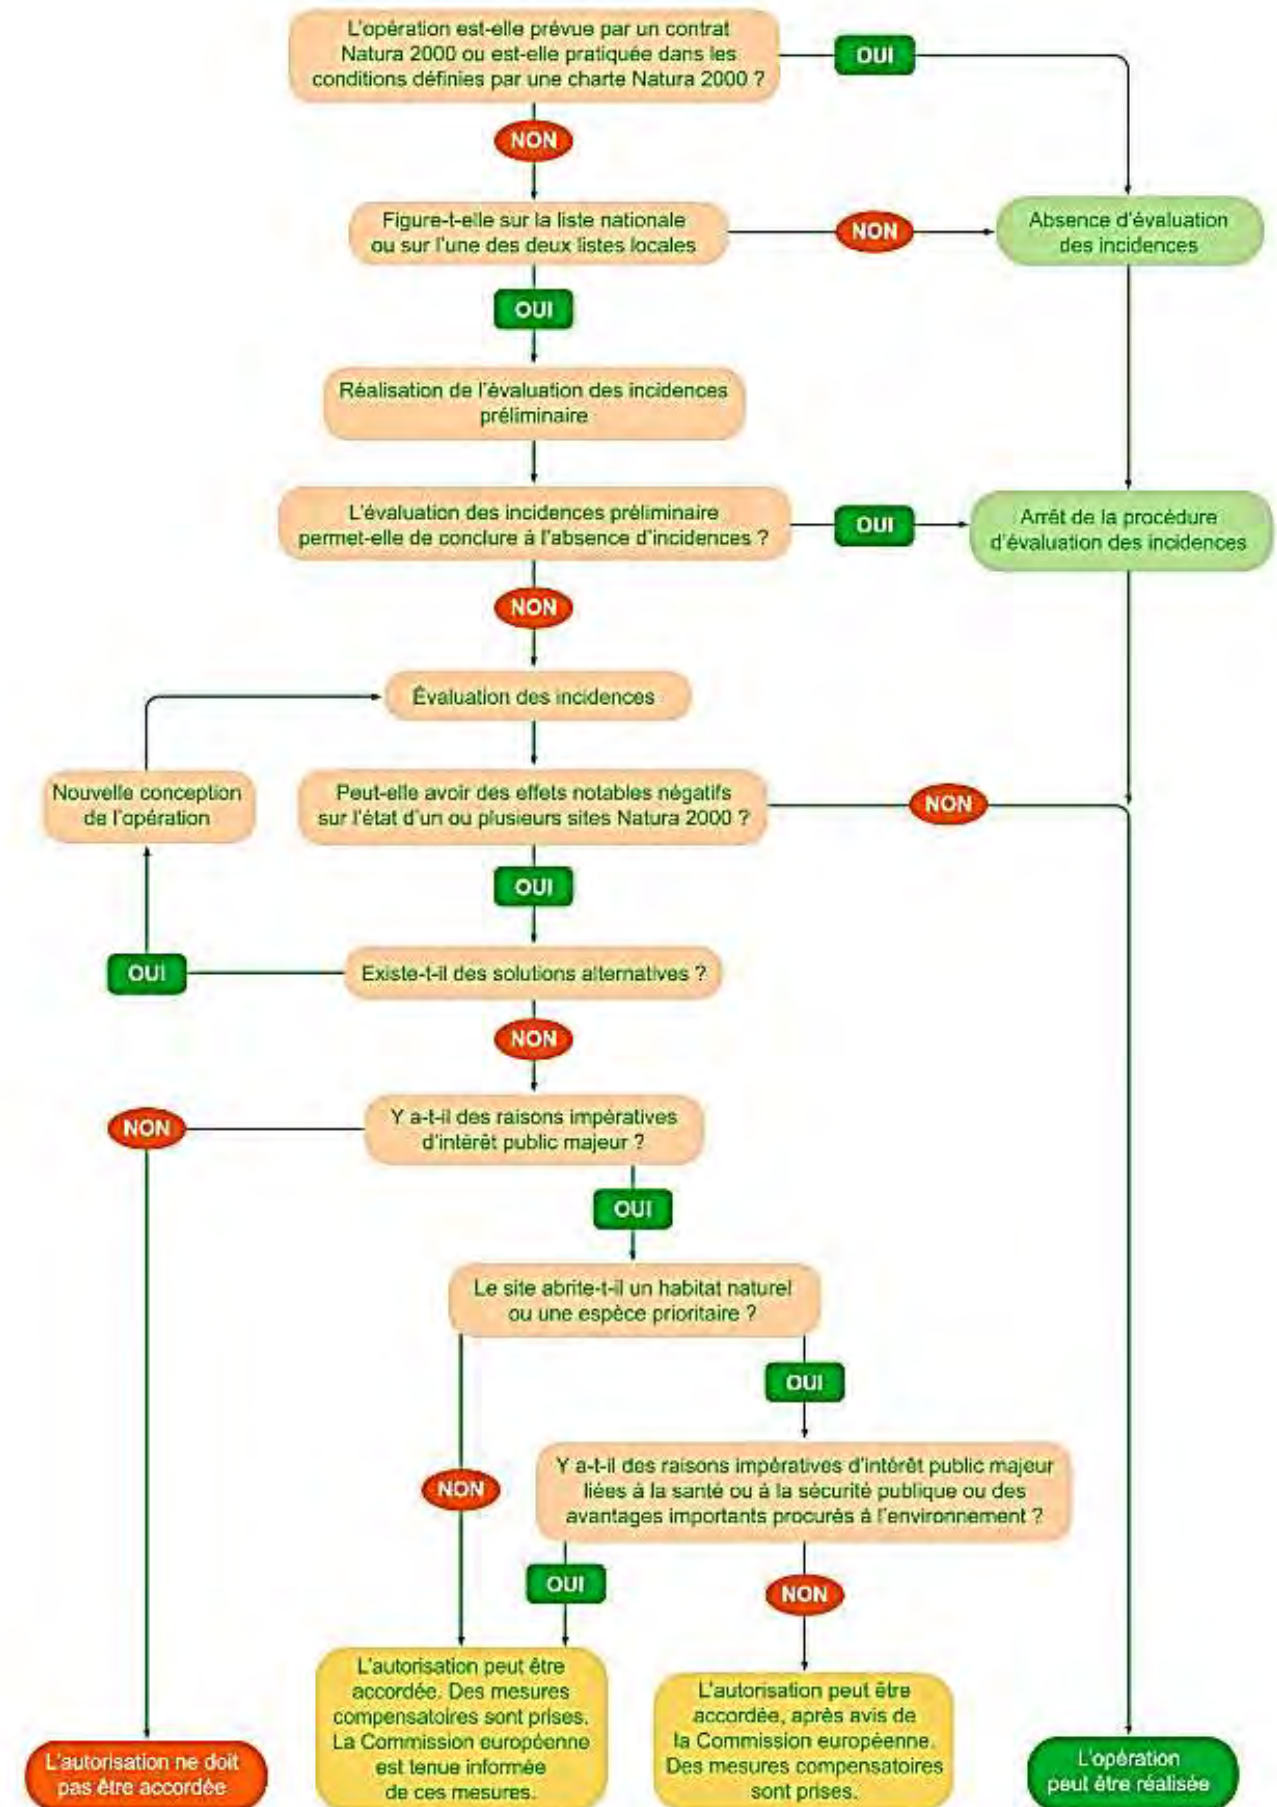 L'opération est-elle prévue par un contrat
Natura 2000 ou est-elle pratiquée dans les
conditions définies par une charte Natura 2000 ?
OUI
NON
Figure-t-elle sur la liste nationale
ou sur l'une des deux listes locales
NON
Absence d'évaluation
des incidences
OUI
Réalisation de l'évaluation des incidences
préliminaire
L'évaluation des incidences préliminaire
permet-elle de conclure à l'absence d'incidences ?
OUI
Arrêt de la procédure
d'évaluation des incidences
NON
Évaluation des incidences
Nouvelle conception
de l'opération
Peut-elle avoir des effets notables négatifs
sur l'état d'un ou plusieurs sites Natura 2000 ?
NON
OUI
OUI
Existe-t-il des solutions alternatives ?
NON
NON
Y a-t-il des raisons impératives
d'intérêt public majeur ?
OUI
Le site abrite-t-il un habitat naturel
ou une espèce prioritaire ?
OUI
NON
Y a-t-il des raisons impératives d'intérêt public majeur
liées à la santé ou à la sécurité publique ou des
avantages importants procurés à l'environnement ?
OUI
NON
L'autorisation ne doit
pas être accordée
L'autorisation peut être
accordée. Des mesures
compensatoires sont prises.
La Commission européenne
est tenue informée
de ces mesures.
L'autorisation peut être
accordée, après avis de
la Commission européenne.
Des mesures compensatoires
sont prises.
L'opération
peut être réalisée